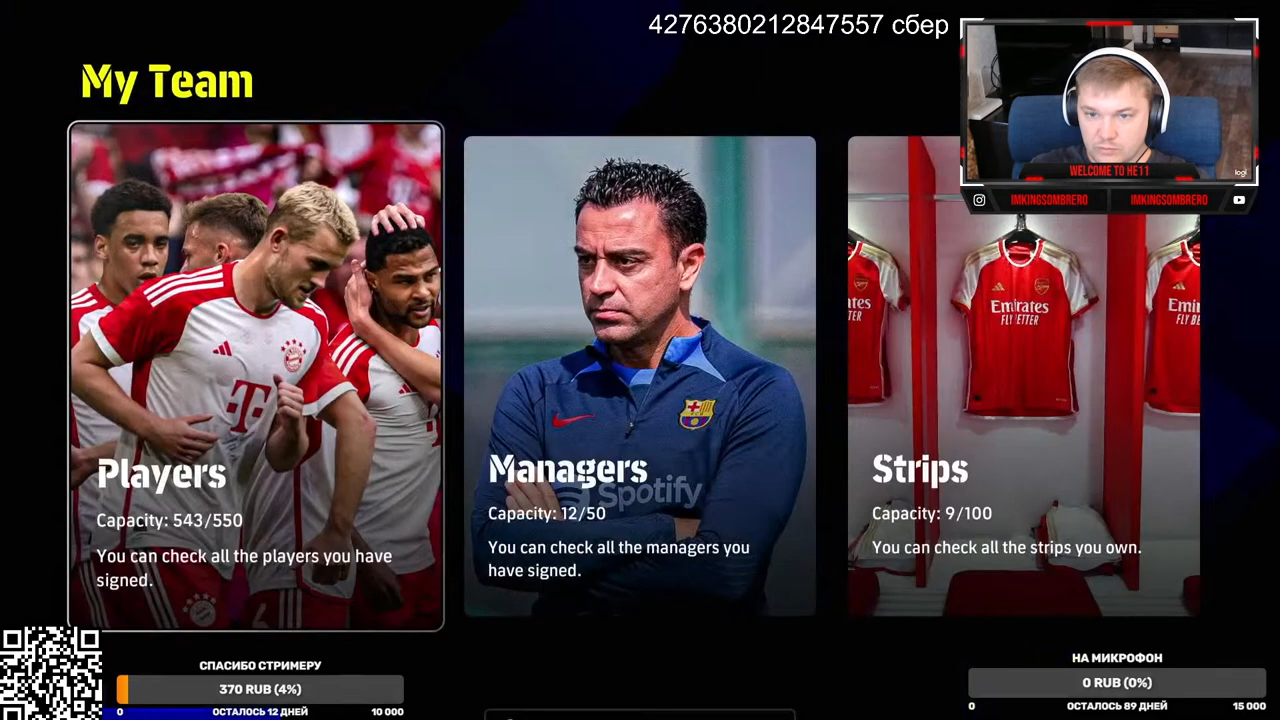 4276380212847557 сбер
My Team
WELCOME TO HE11
logi
IMKINGSOMBRERO
IMKINGSOMBRERO
T
Spotify
Emirates
FLY BETTER
Players
Capacity: 543/550
You can check all the players you have
signed.
Managers
Capacity: 12/50
You can check all the managers you
have signed.
Strips
Capacity: 9/100
You can check all the strips you own.
СПАСИБО СТРИМЕРУ
370 RUB (4%)
0 ОСТАЛОСЬ 12 ДНЕЙ 10 000
НА МИКРОФОН
0 RUB (0%)
0 ОСТАЛОСЬ 89 ДНЕЙ 15 000